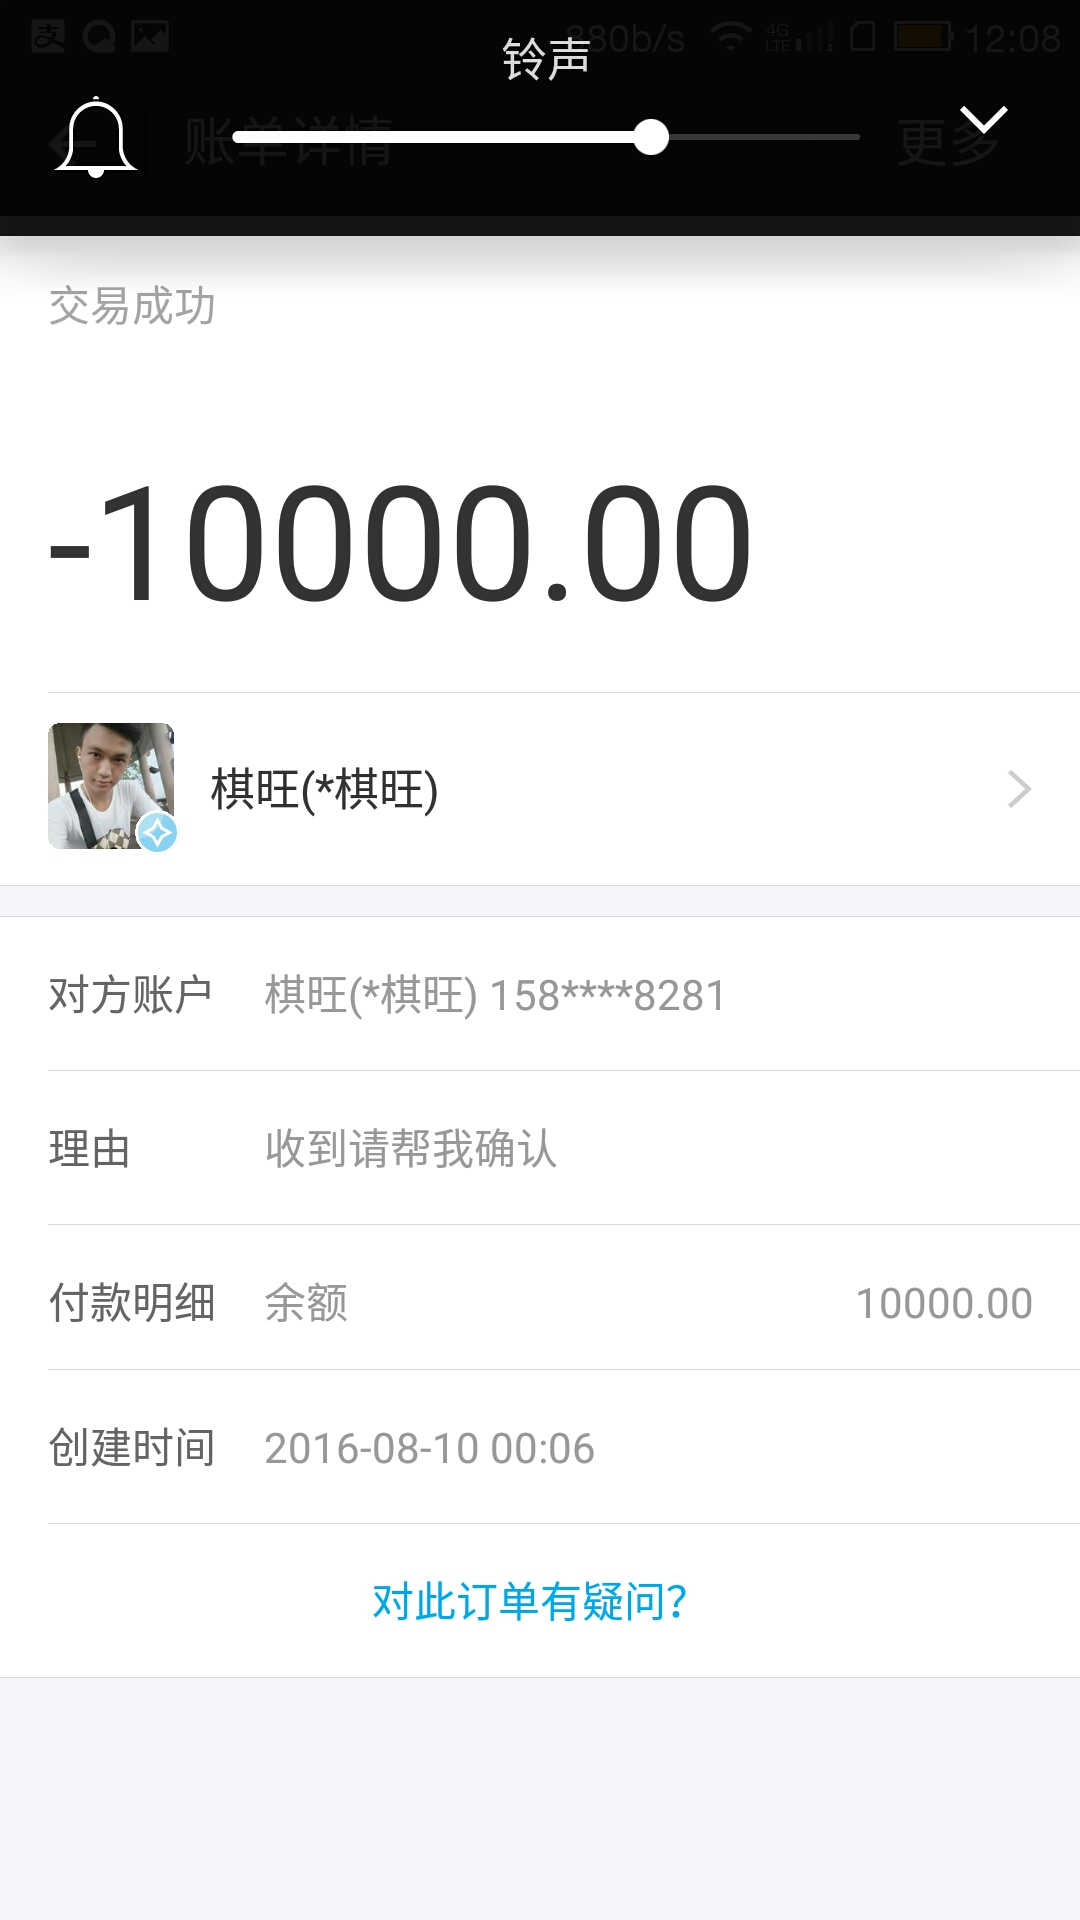 支 880b/s 4G LTE 1 12:08
铃声
账单详情 更多
交易成功
-10000.00
棋旺(*棋旺)
对方账户 棋旺(*棋旺) 158****8281
理由 收到请帮我确认
付款明细 余额 10000.00
创建时间 2016-08-10 00:06
对此订单有疑问?